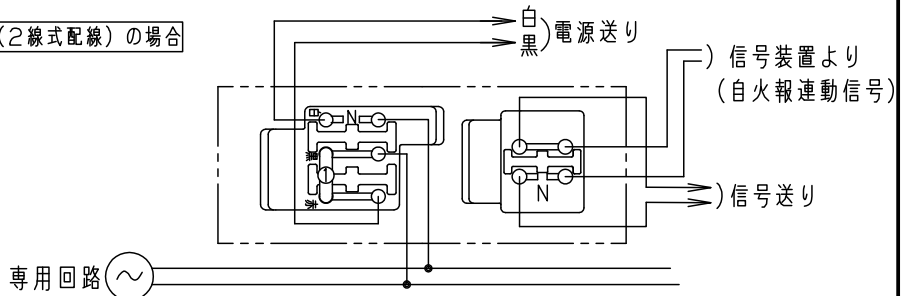 (2線式配線)の場合
白
黒
電源送り
信号装置より
(自火報連動信号)
白
N
黒
1
赤
N
信号送り
専用回路